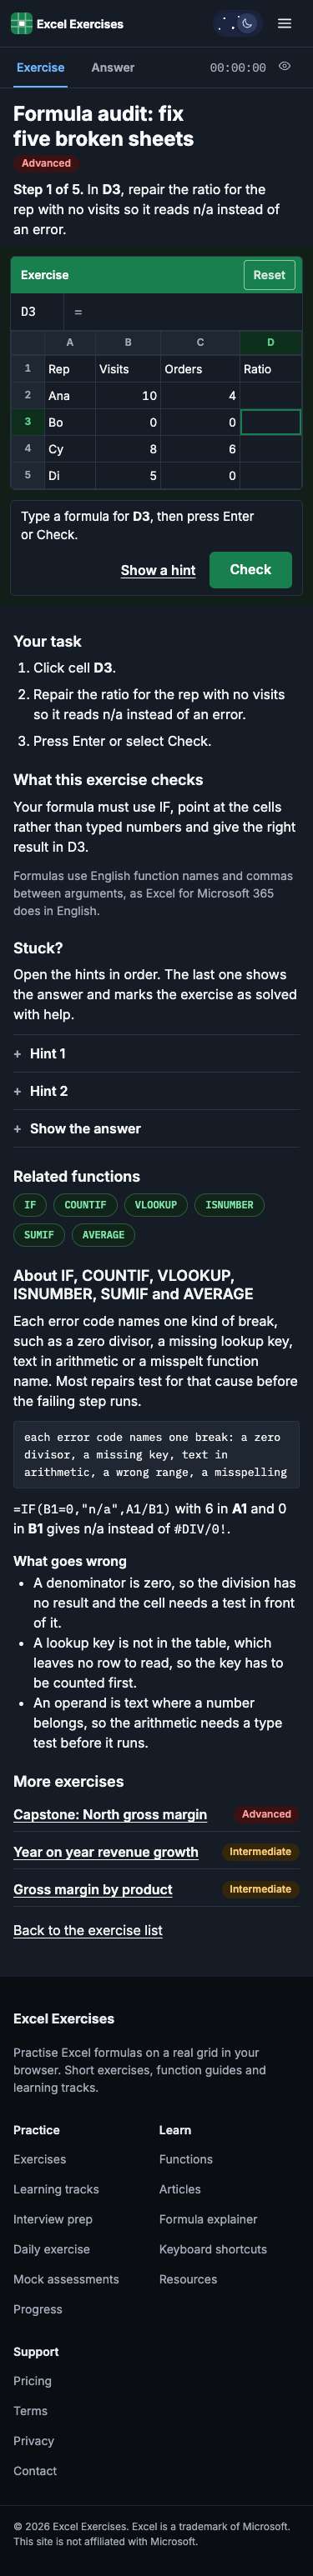 Excel Exercises
Exercise Answer 00:00:00
Formula audit: fix
five broken sheets
Advanced
Step 1 of 5. In D3, repair the ratio for the
rep with no visits so it reads n/a instead of
an error.
Exercise Reset
D3 =
A B C D
1 Rep Visits Orders Ratio
2 Ana 10 4
3 Bo 0 0
4 Cy 8 6
5 Di 5 0
Type a formula for D3, then press Enter
or Check.
Show a hint Check
Your task
1. Click cell D3.
2. Repair the ratio for the rep with no visits
so it reads n/a instead of an error.
3. Press Enter or select Check.
What this exercise checks
Your formula must use IF, point at the cells
rather than typed numbers and give the right
result in D3.
Formulas use English function names and commas
between arguments, as Excel for Microsoft 365
does in English.
Stuck?
Open the hints in order. The last one shows
the answer and marks the exercise as solved
with help.
+ Hint 1
+ Hint 2
+ Show the answer
Related functions
IF COUNTIF VLOOKUP ISNUMBER
SUMIF AVERAGE
About IF, COUNTIF, VLOOKUP,
ISNUMBER, SUMIF and AVERAGE
Each error code names one kind of break,
such as a zero divisor, a missing lookup key,
text in arithmetic or a misspelt function
name. Most repairs test for that cause before
the failing step runs.
each error code names one break: a zero
divisor, a missing key, text in
arithmetic, a wrong range, a misspelling
=IF(B1=0,"n/a",A1/B1) with 6 in A1 and 0
in B1 gives n/a instead of #DIV/0!.
What goes wrong
• A denominator is zero, so the division has
no result and the cell needs a test in front
of it.
• A lookup key is not in the table, which
leaves no row to read, so the key has to
be counted first.
• An operand is text where a number
belongs, so the arithmetic needs a type
test before it runs.
More exercises
Capstone: North gross margin Advanced
Year on year revenue growth Intermediate
Gross margin by product Intermediate
Back to the exercise list
Excel Exercises
Practise Excel formulas on a real grid in your
browser. Short exercises, function guides and
learning tracks.
Practice Learn
Exercises Functions
Learning tracks Articles
Interview prep Formula explainer
Daily exercise Keyboard shortcuts
Mock assessments Resources
Progress
Support
Pricing
Terms
Privacy
Contact
© 2026 Excel Exercises. Excel is a trademark of Microsoft.
This site is not affiliated with Microsoft.